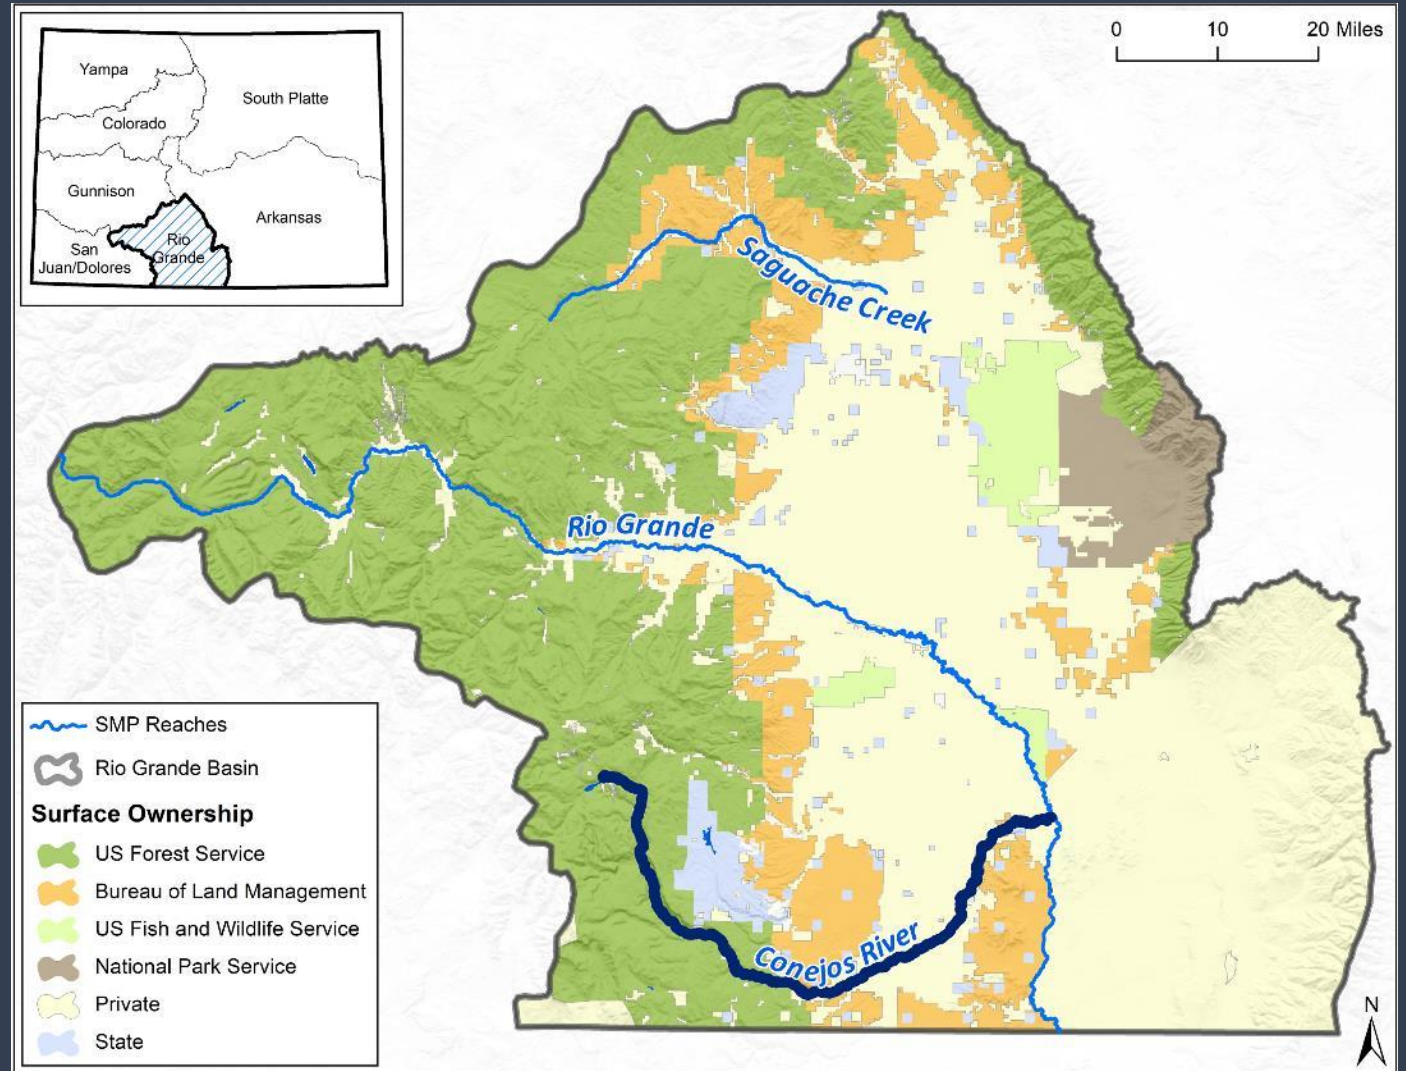 Yampa
South Platte
Colorado
Gunnison
Arkansas
Rio
Grande
San
Juan/Dolores
0 10 20 Miles
Saguache Creek
Rio Grande
Conejos River
SMP Reaches
Rio Grande Basin
Surface Ownership
US Forest Service
Bureau of Land Management
US Fish and Wildlife Service
National Park Service
Private
State
N